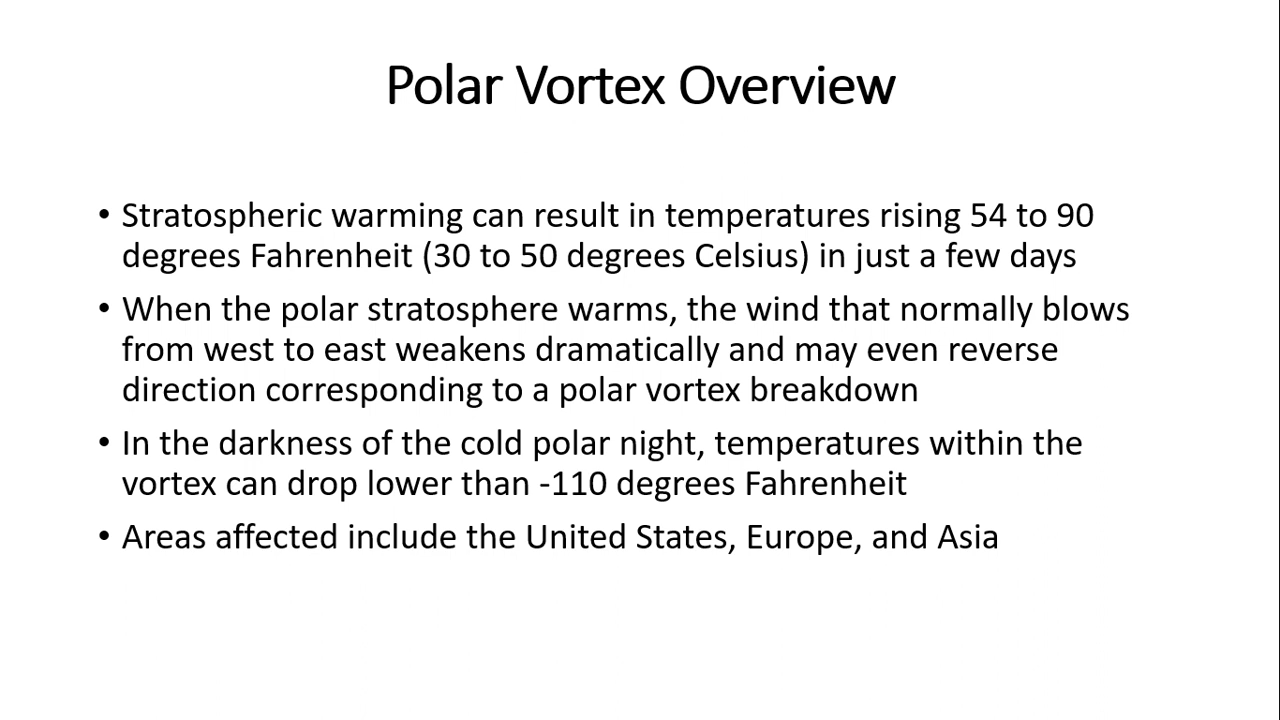 Polar Vortex Overview
• Stratospheric warming can result in temperatures rising 54 to 90
degrees Fahrenheit (30 to 50 degrees Celsius) in just a few days
• When the polar stratosphere warms, the wind that normally blows
from west to east weakens dramatically and may even reverse
direction corresponding to a polar vortex breakdown
• In the darkness of the cold polar night, temperatures within the
vortex can drop lower than -110 degrees Fahrenheit
• Areas affected include the United States, Europe, and Asia